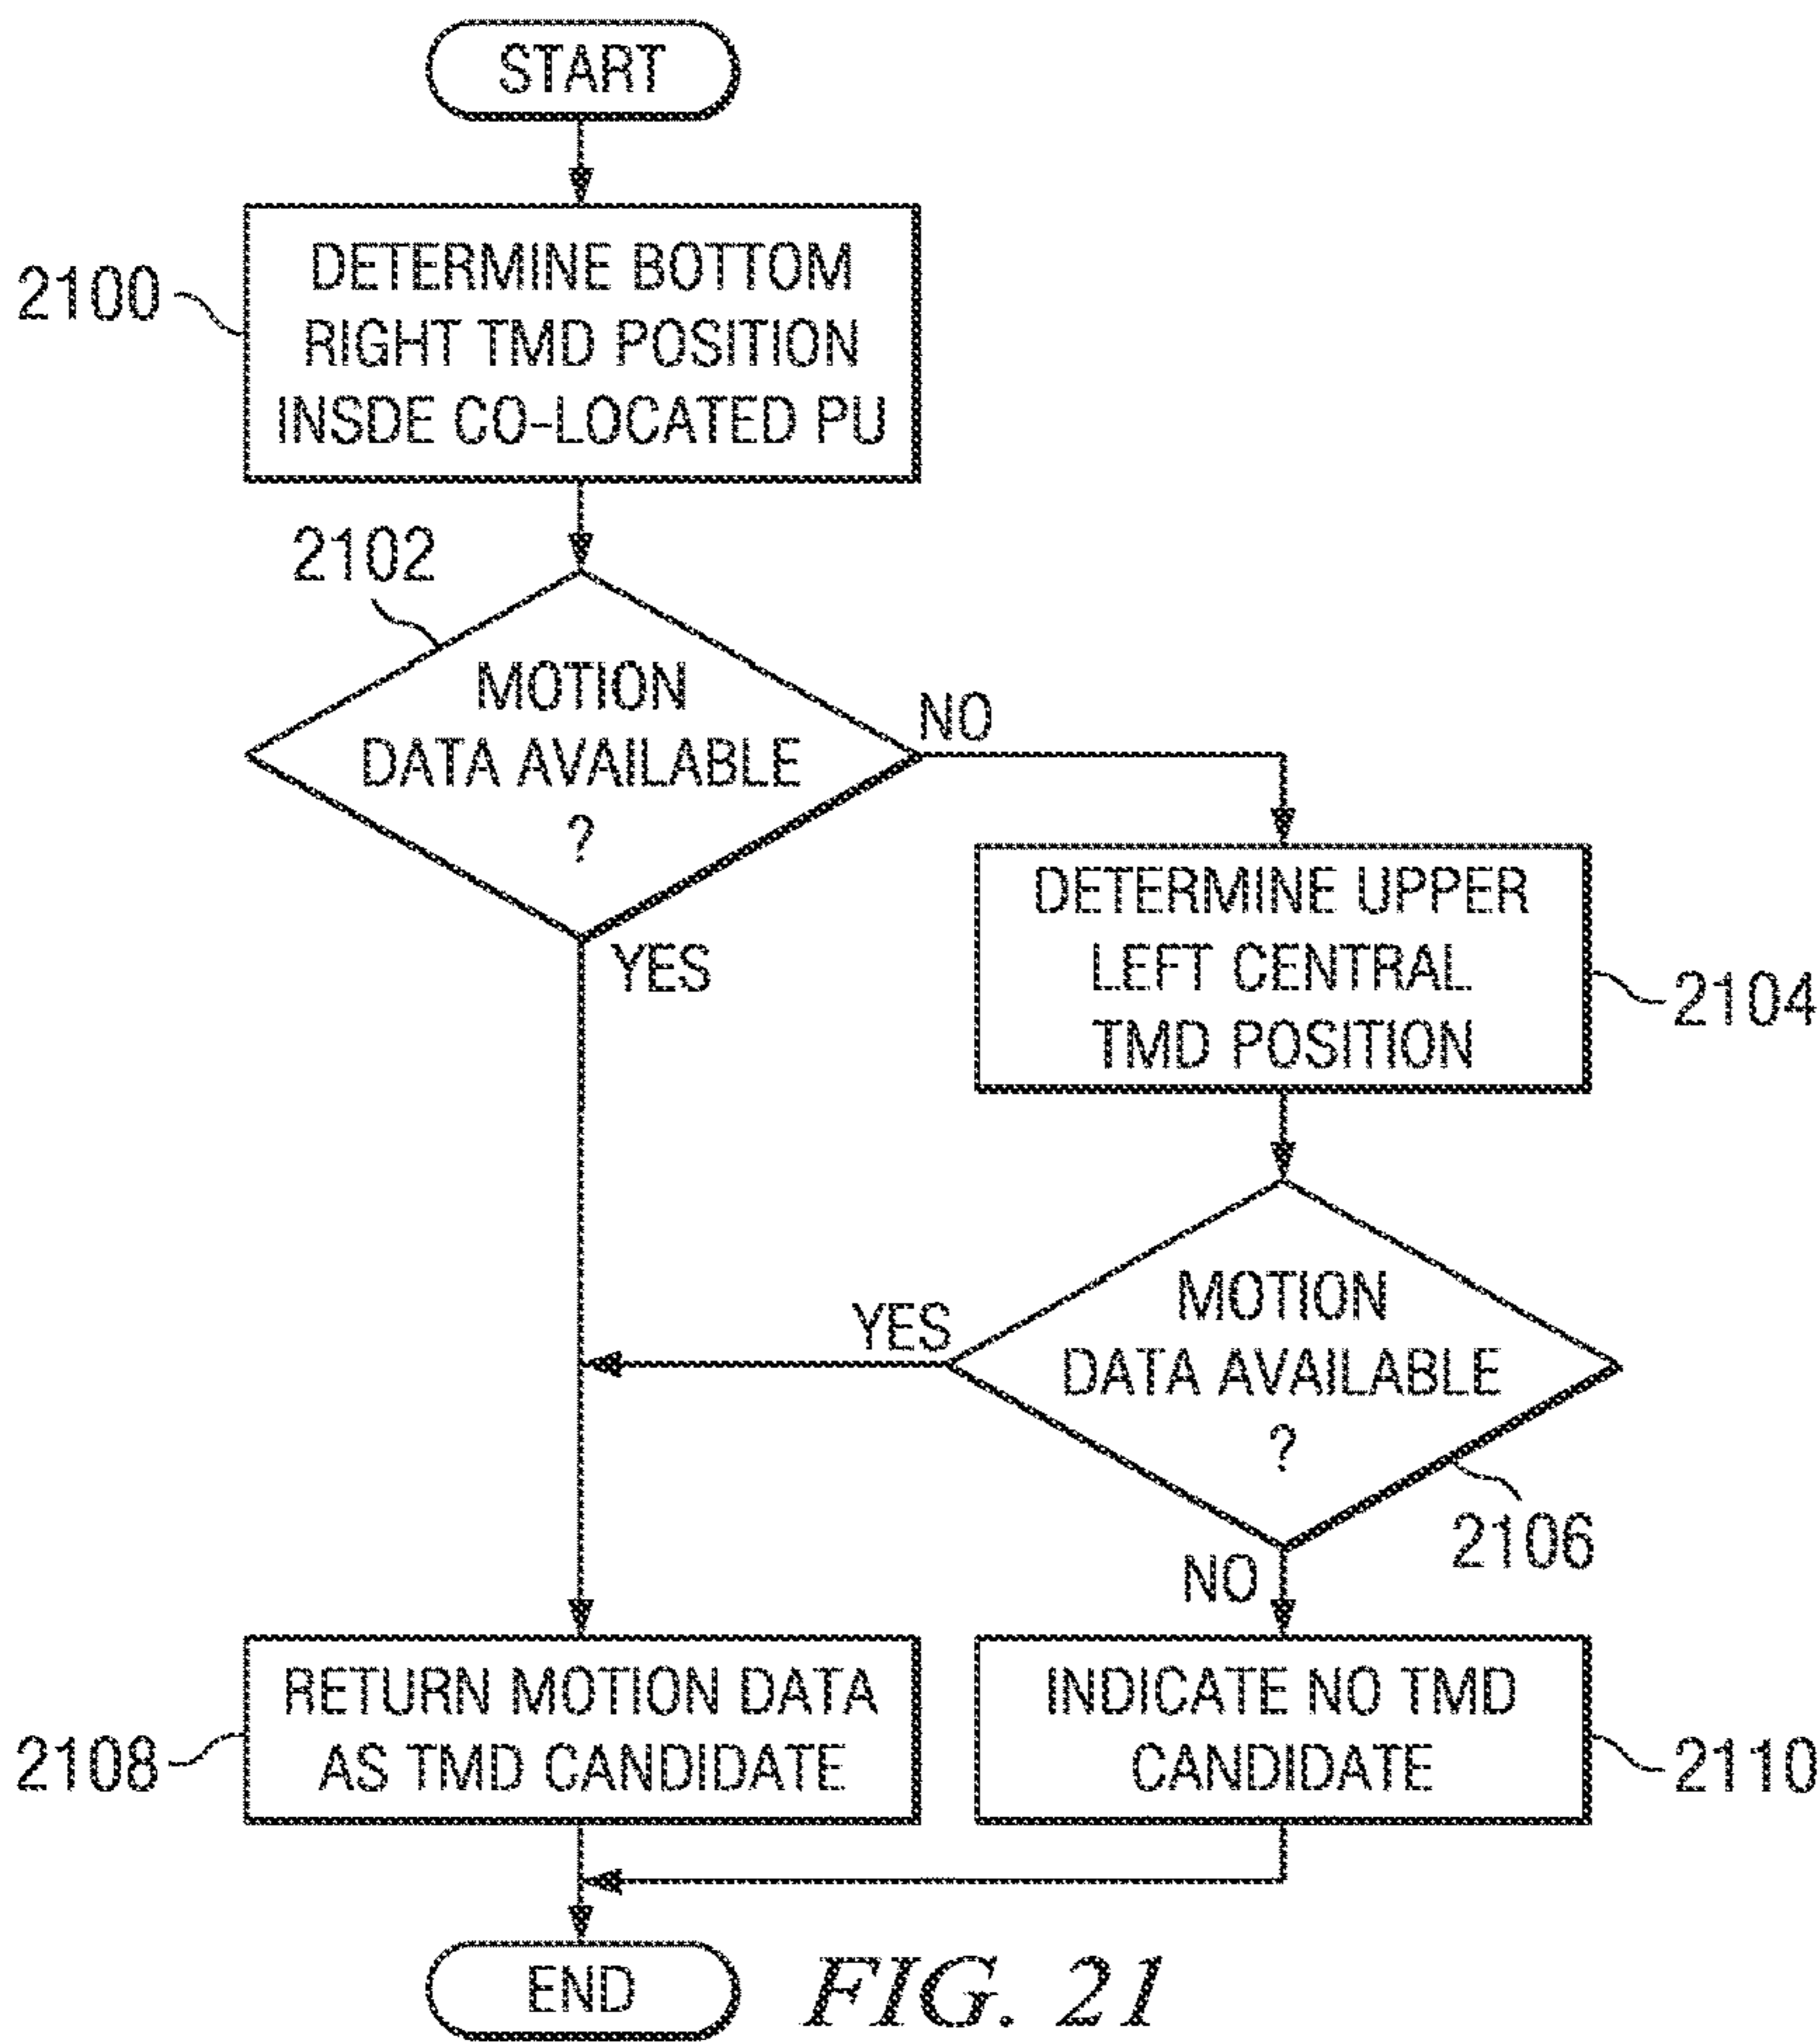 START
2100
DETERMINE BOTTOM
RIGHT TMD POSITION
INSDE CO-LOCATED PU
2102
MOTION
DATA AVAILABLE
?
NO
YES
DETERMINE UPPER
LEFT CENTRAL
TMD POSITION
2104
MOTION
DATA AVAILABLE
?
YES
2106
NO
RETURN MOTION DATA
AS TMD CANDIDATE
2108
INDICATE NO TMD
CANDIDATE
2110
END
FIG. 21